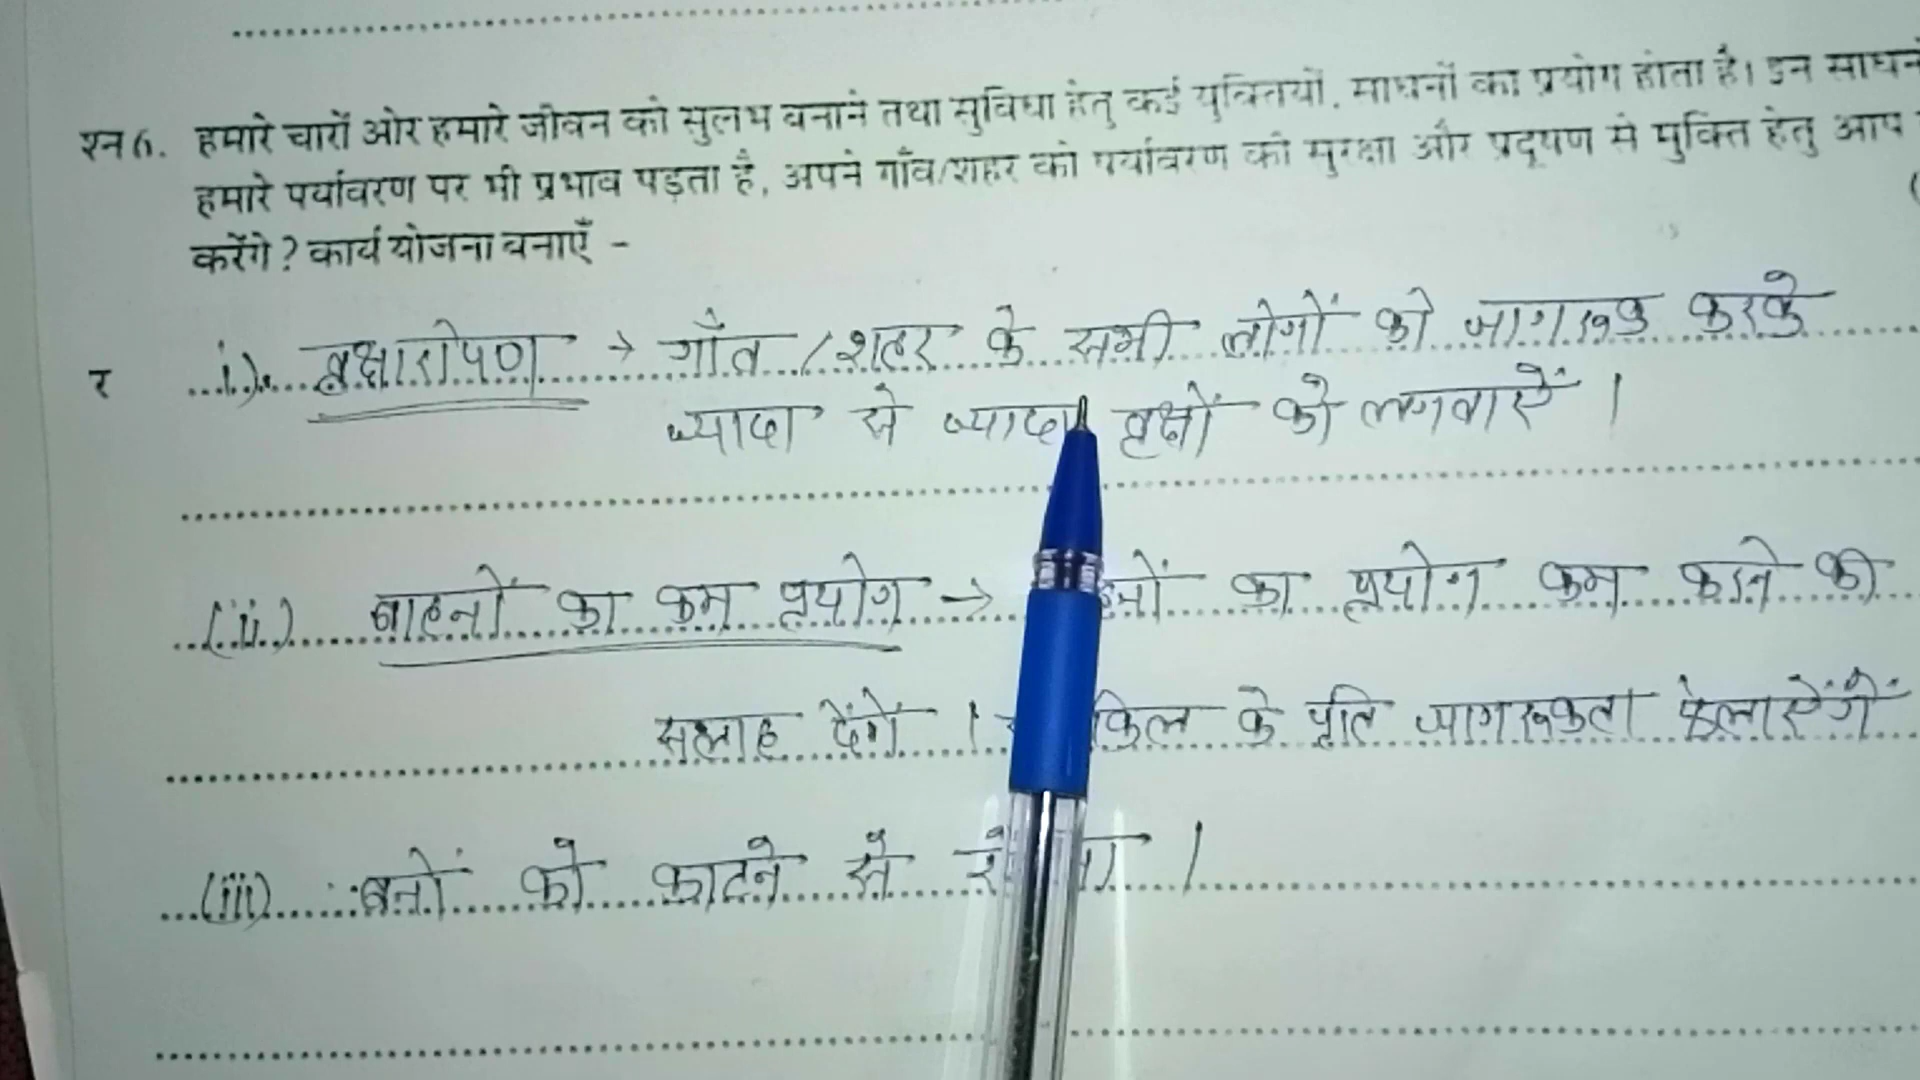 श्न 6. हमारे चारों ओर हमारे जीवन को सुलभ बनाने तथा सुविधा हेतु कई युक्तियों, साधनों का प्रयोग होता है। इन साधनों
हमारे पर्यावरण पर भी प्रभाव पड़ता है, अपने गाँव/शहर को पर्यावरण की सुरक्षा और प्रदूषण से मुक्ति हेतु आप
करेंगे ? कार्य योजना बनाएँ –
र i). वृक्षारोपण → गाँव / शहर के सभी लोगों को जागरूक करके
ज्यादा से ज्यादा वृक्षों को लगवाऐं ।
(ii) वाहनों का कम प्रयोग → हनों का प्रयोग कम करने की
सलाह देंगें । किल के प्रति जागरूकता फैलाऐंगें
(iii) वनों को काटने से